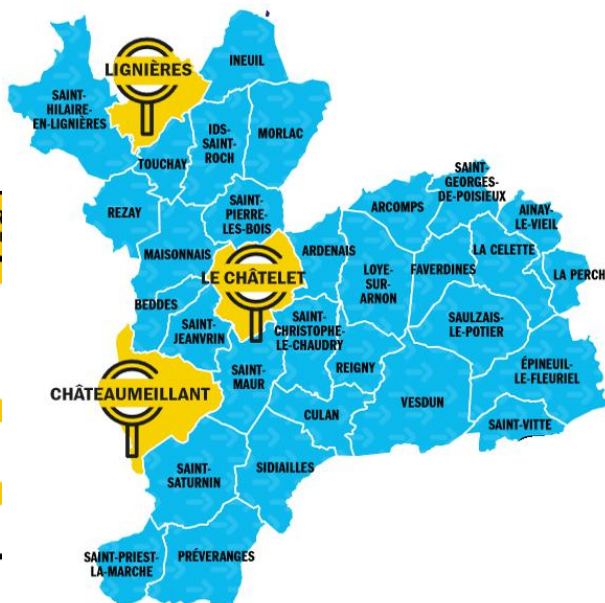 LIGNIÈRES
INEUIL
SAINT-
HILAIRE-
EN-LIGNIÈRES
IDS-
SAINT-
ROCH
MORLAC
TOUCHAY
REZAY
SAINT-
PIERRE-
LES-BOIS
SAINT-
GEORGES-
DE-POISIEUX
ARCOMPS
AINAY-
LE-VIEIL
MAISONNAIS
ARDENAIS
LE CHÂTELET
LOYE-
SUR-
ARNON
FAVERDINES
LA CELETTE
LA PERCH
BEDDES
SAINT-
JEANVRIN
SAINT-
CHRISTOPHE-
LE-CHAUDRY
SAULZAIS-
LE-POTIER
CHÂTEAUMEILLANT
SAINT-
MAUR
REIGNY
ÉPINEUIL-
LE-FLEURIEL
VESDUN
CULAN
SAINT-VITTE
SAINT-
SATURNIN
SIDIAILLES
SAINT-PRIEST-
LA-MARCHE
PRÉVERANGES